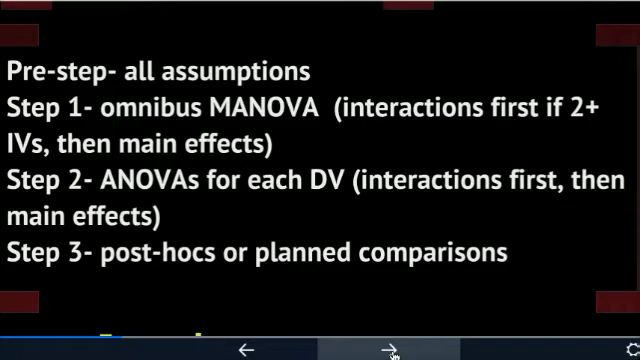 Pre-step- all assumptions
Step 1- omnibus MANOVA  (interactions first if 2+
IVs, then main effects)
Step 2- ANOVAs for each DV (interactions first, then
main effects)
Step 3- post-hocs or planned comparisons